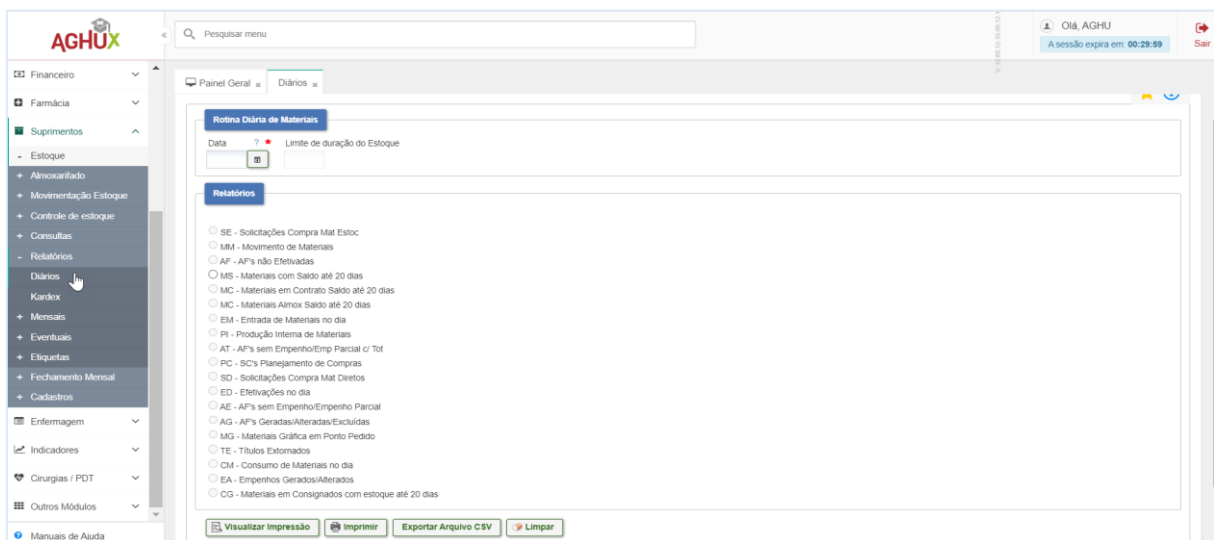 AGHUX
«
Pesquisar menu
Olá, AGHU
A sessão expira em: 00:29:59
Sair
Financeiro
Farmácia
Suprimentos
- Estoque
+ Almoxarifado
+ Movimentação Estoque
+ Controle de estoque
+ Consultas
- Relatórios
Diários
Kardex
+ Mensais
+ Eventuais
+ Etiquetas
+ Fechamento Mensal
+ Cadastros
Enfermagem
Indicadores
Cirurgias / PDT
Outros Módulos
Manuais de Ajuda
Painel Geral x Diários x
Rotina Diária de Materiais
Data ? * Limite de duração do Estoque
Relatórios
SE - Solicitações Compra Mat Estoc
MM - Movimento de Materiais
AF - AF's não Efetivadas
MS - Materiais com Saldo até 20 dias
MC - Materiais em Contrato Saldo até 20 dias
MC - Materiais Almox Saldo até 20 dias
EM - Entrada de Materiais no dia
PI - Produção Interna de Materiais
AT - AF's sem Empenho/Emp Parcial c/ Tot
PC - SC's Planejamento de Compras
SD - Solicitações Compra Mat Diretos
ED - Efetivações no dia
AE - AF's sem Empenho/Empenho Parcial
AG - AF's Geradas/Alteradas/Excluídas
MG - Materiais Gráfica em Ponto Pedido
TE - Títulos Extornados
CM - Consumo de Materiais no dia
EA - Empenhos Gerados/Alterados
CG - Materiais em Consignados com estoque até 20 dias
Visualizar Impressão Imprimir Exportar Arquivo CSV Limpar